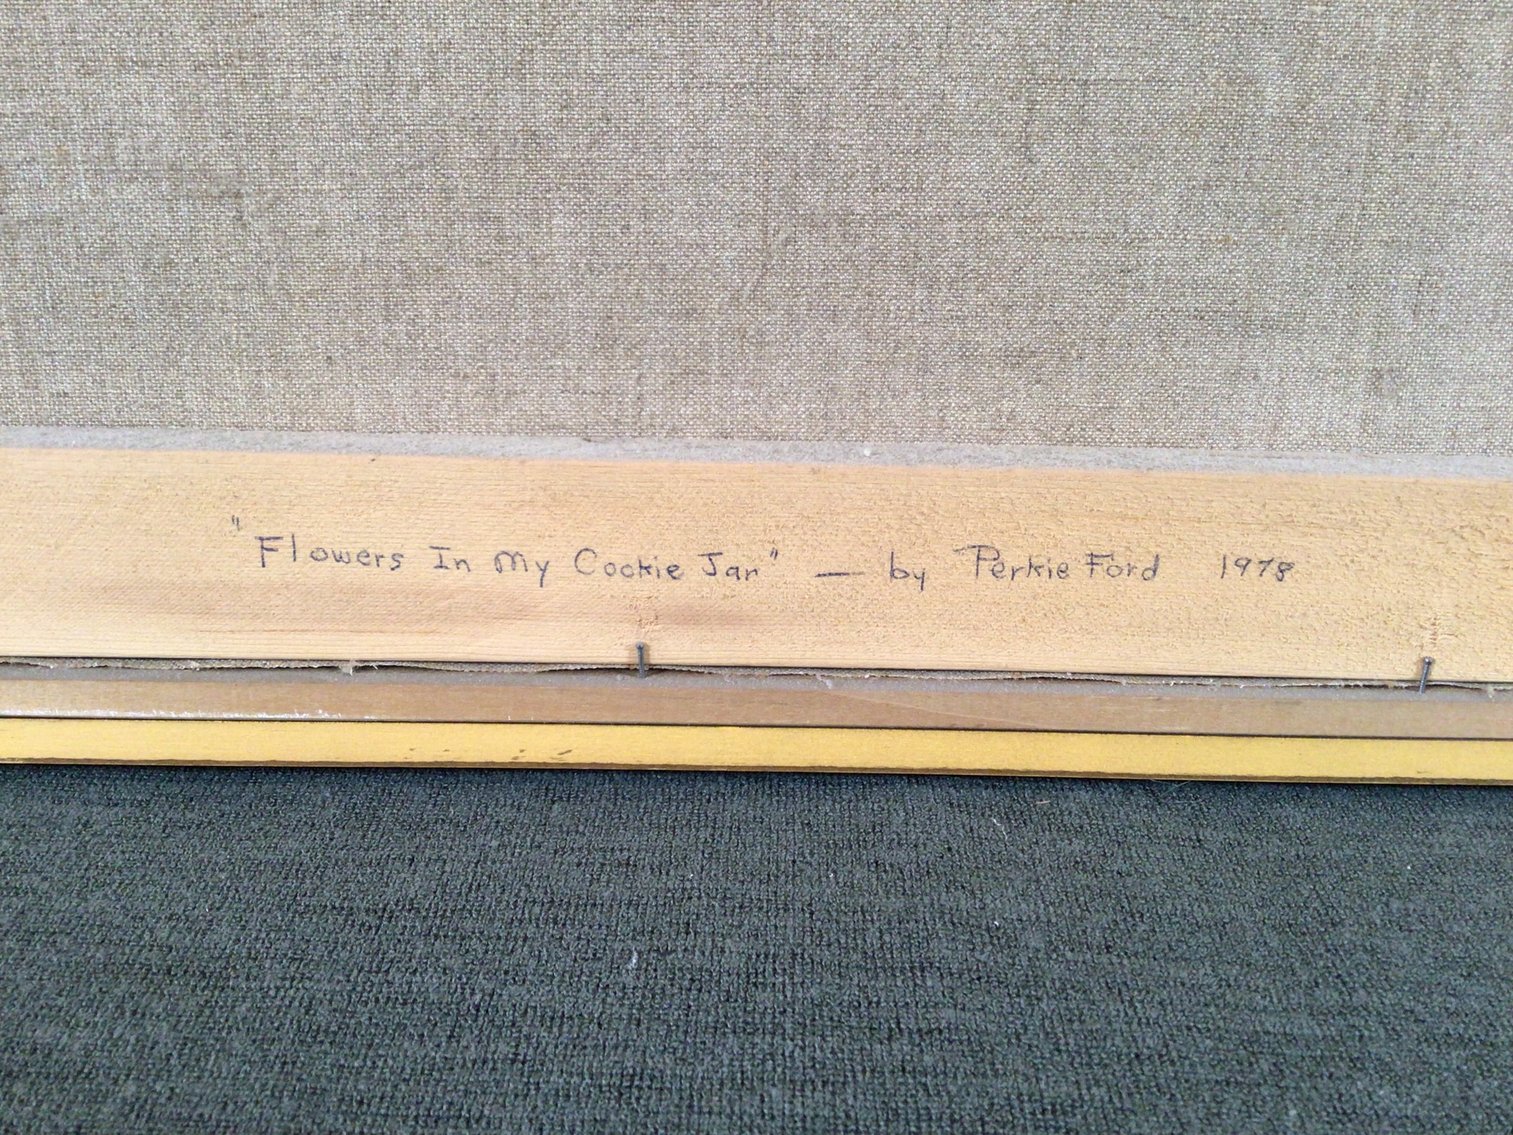 "Flowers In My Cookie Jar" — by Perkie Ford 1978